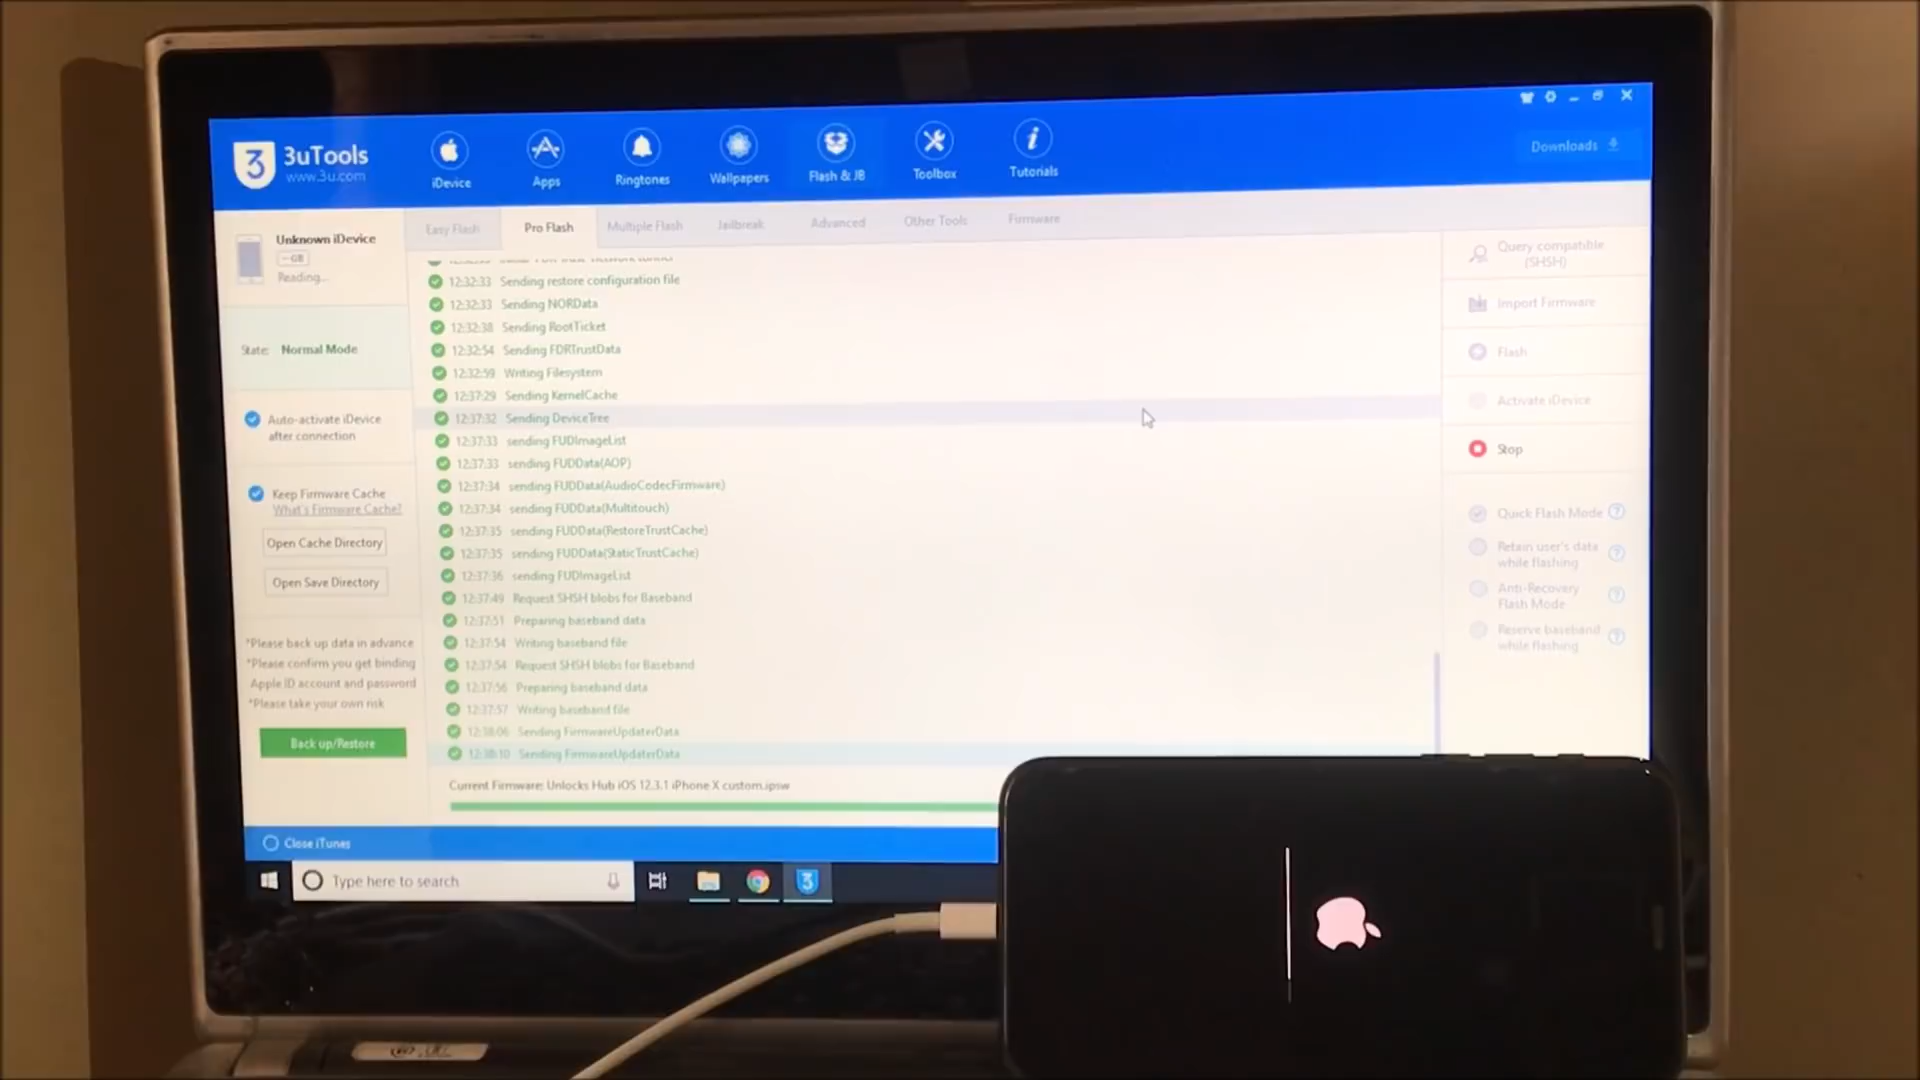 3 3uTools
www.3u.com
iDevice
Apps
Ringtones
Wallpapers
Flash & JB
Toolbox
Tutorials
Downloads
Unknown iDevice
-- GB
Reading...
Easy Flash
Pro Flash
Multiple Flash
Jailbreak
Advanced
Other Tools
Firmware
State: Normal Mode
Auto-activate iDevice
after connection
Keep Firmware Cache
What's Firmware Cache?
Open Cache Directory
Open Save Directory
*Please back up data in advance
*Please confirm you get binding
Apple ID account and password
*Please take your own risk
Back up/Restore
12:32:33 Sending restore configuration file
12:32:33 Sending NORData
12:32:38 Sending RootTicket
12:32:54 Sending FDRTrustData
12:32:59 Writing Filesystem
12:37:29 Sending KernelCache
12:37:32 Sending DeviceTree
12:37:33 sending FUDImageList
12:37:33 sending FUDData(AOP)
12:37:34 sending FUDData(AudioCodecFirmware)
12:37:34 sending FUDData(Multitouch)
12:37:35 sending FUDData(RestoreTrustCache)
12:37:35 sending FUDData(StaticTrustCache)
12:37:36 sending FUDImageList
12:37:49 Request SHSH blobs for Baseband
12:37:51 Preparing baseband data
12:37:54 Writing baseband file
12:37:54 Request SHSH blobs for Baseband
12:37:56 Preparing baseband data
12:37:57 Writing baseband file
12:38:06 Sending FirmwareUpdaterData
12:38:10 Sending FirmwareUpdaterData
Current Firmware: Unlocks Hub iOS 12.3.1 iPhone X custom.ipsw
Query compatible
(SHSH)
Import Firmware
Flash
Activate iDevice
Stop
Quick Flash Mode ?
Retain user's data
while flashing ?
Anti-Recovery
Flash Mode ?
Reserve baseband
while flashing ?
Close iTunes
Type here to search
3